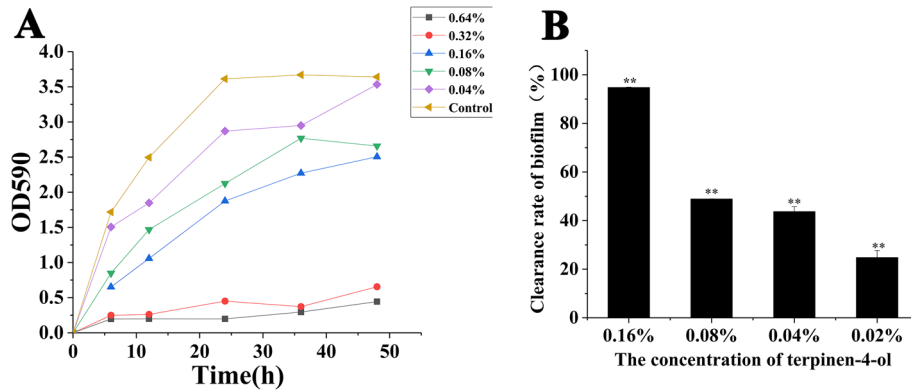 A
0.64%
0.32%
0.16%
0.08%
0.04%
Control
4.0
3.5
3.0
2.5
2.0
1.5
1.0
0.5
0.0
OD590
0 10 20 30 40 50
Time(h)
B
**
**
**
**
100
80
60
40
20
0
Clearance rate of biofilm (%)
0.16% 0.08% 0.04% 0.02%
The concentration of terpinen-4-ol